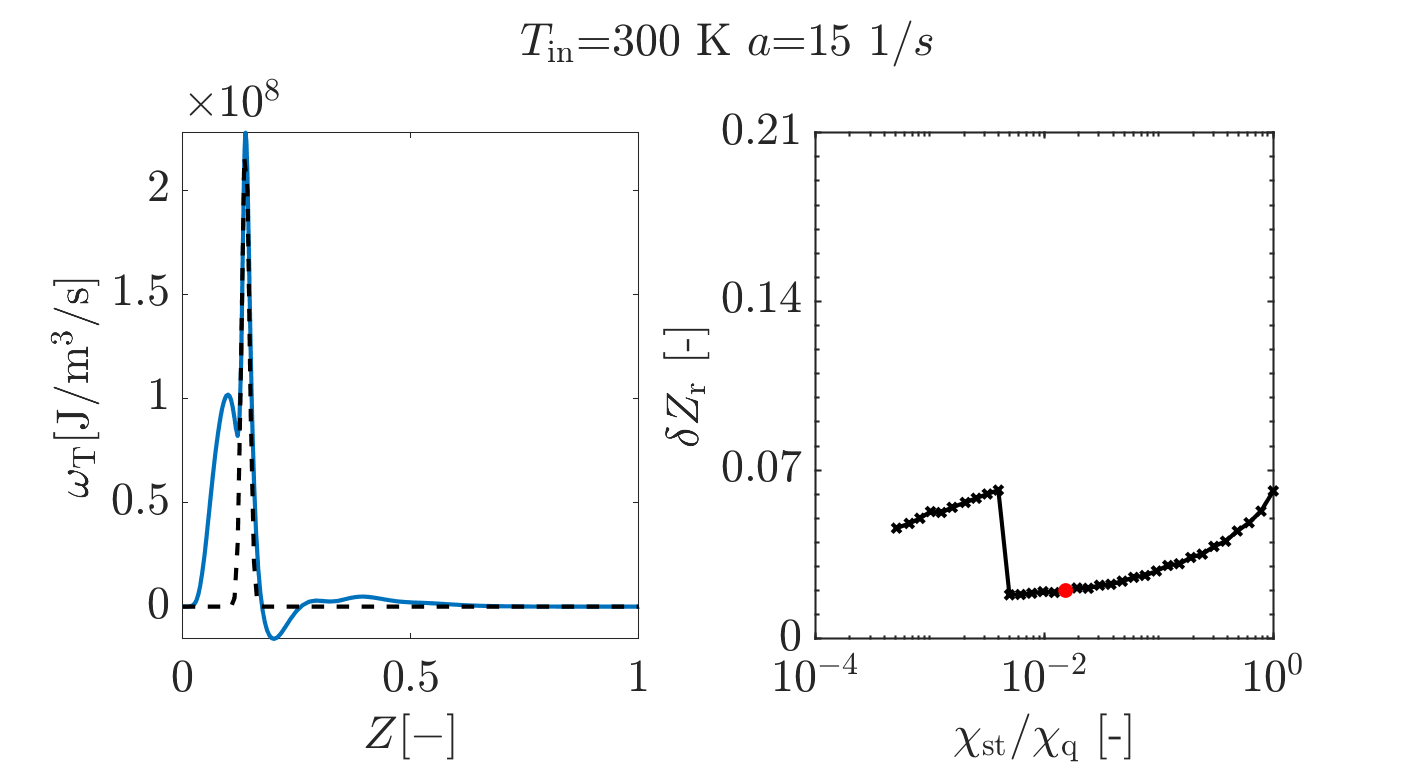 T_in=300 K a=15 1/s
×10^8
2
1.5
1
0.5
0
ω_T[J/m^3/s]
0 0.5 1
Z[−]
0.21
0.14
0.07
0
δZ_r [-]
10^−4 10^−2 10^0
χ_st/χ_q [-]